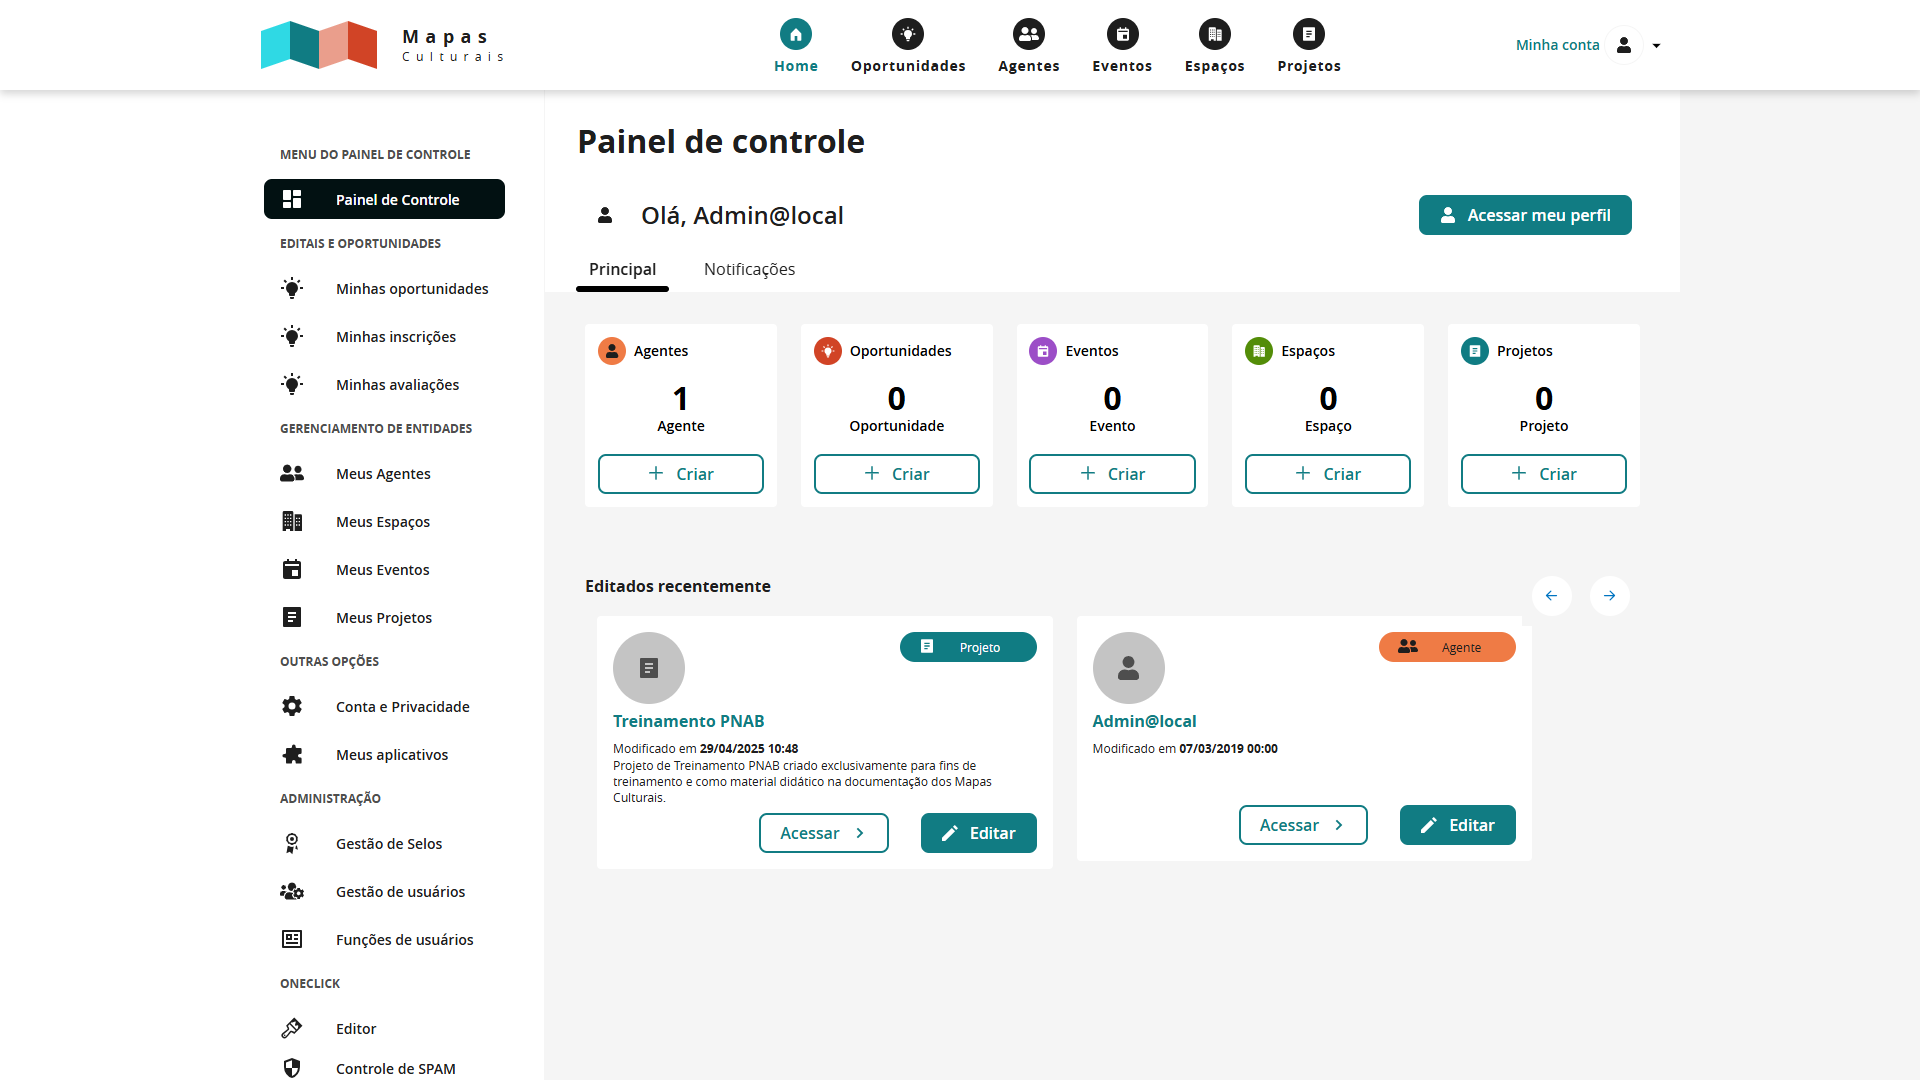 Mapas
Culturais
Home
Oportunidades
Agentes
Eventos
Espaços
Projetos
Minha conta
MENU DO PAINEL DE CONTROLE
Painel de Controle
EDITAIS E OPORTUNIDADES
Minhas oportunidades
Minhas inscrições
Minhas avaliações
GERENCIAMENTO DE ENTIDADES
Meus Agentes
Meus Espaços
Meus Eventos
Meus Projetos
OUTRAS OPÇÕES
Conta e Privacidade
Meus aplicativos
ADMINISTRAÇÃO
Gestão de Selos
Gestão de usuários
Funções de usuários
ONECLICK
Editor
Controle de SPAM
Painel de controle
Olá, Admin@local
Acessar meu perfil
Principal
Notificações
Agentes
1
Agente
Criar
Oportunidades
0
Oportunidade
Criar
Eventos
0
Evento
Criar
Espaços
0
Espaço
Criar
Projetos
0
Projeto
Criar
Editados recentemente
Projeto
Treinamento PNAB
Modificado em 29/04/2025 10:48
Projeto de Treinamento PNAB criado exclusivamente para fins de
treinamento e como material didático na documentação dos Mapas
Culturais.
Acessar
Editar
Agente
Admin@local
Modificado em 07/03/2019 00:00
Acessar
Editar